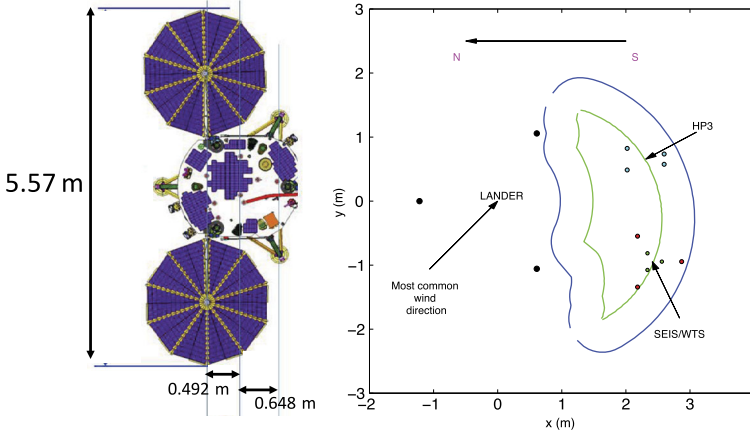 5.57 m
0.492 m
0.648 m
3
2
1
0
−1
−2
−3
y (m)
N
S
HP3
LANDER
Most common
wind
direction
SEIS/WTS
−2
−1
0
1
2
3
x (m)